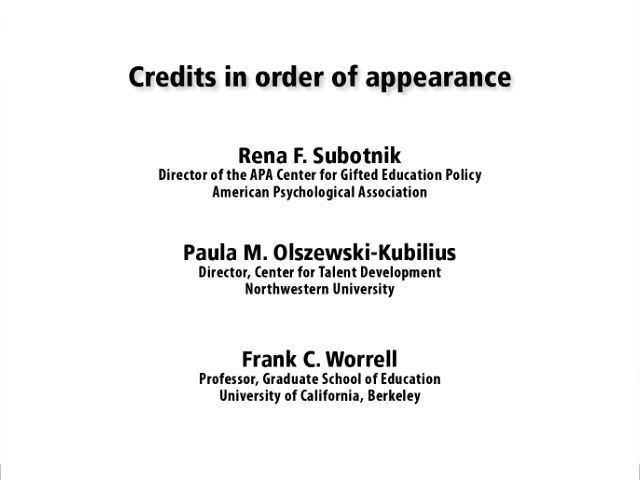 Credits in order of appearance
Rena F. Subotnik
Director of the APA Center for Gifted Education Policy
American Psychological Association
Paula M. Olszewski-Kubilius
Director, Center for Talent Development
Northwestern University
Frank C. Worrell
Professor, Graduate School of Education
University of California, Berkeley